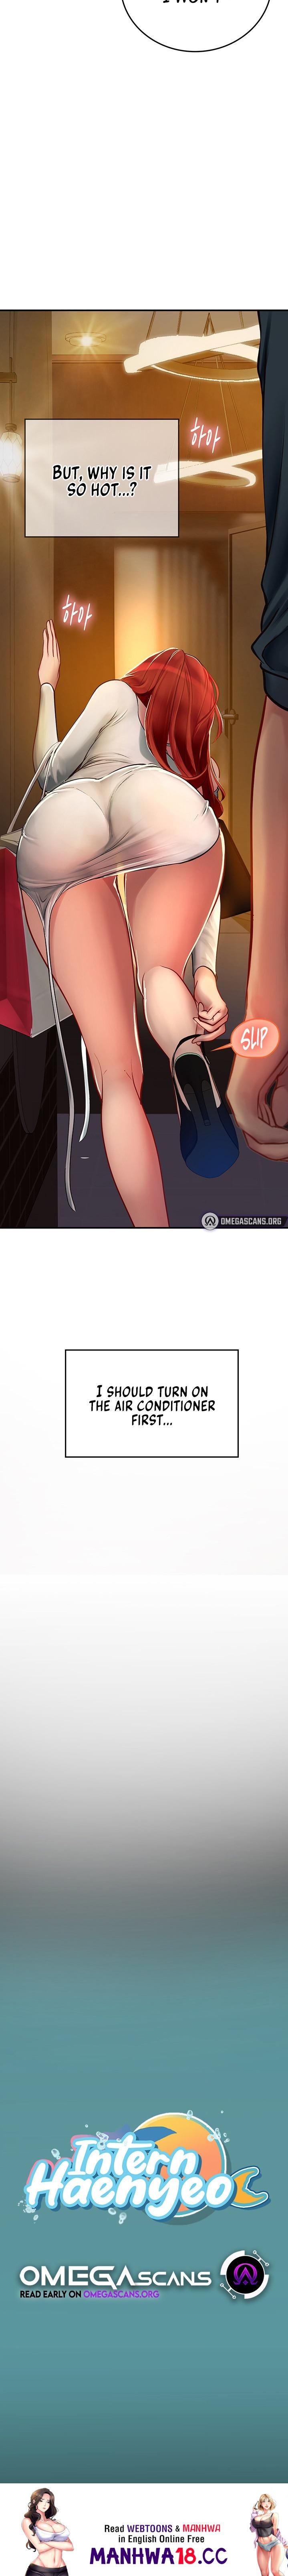 I WON'T
하아
BUT, WHY IS IT
SO HOT...?
하아
SLIP
OMEGASCANS.ORG
I SHOULD TURN ON
THE AIR CONDITIONER
FIRST...
Intern
Haenyeo
OMEGASCANS
READ EARLY ON OMEGASCANS.ORG
Read WEBTOONS & MANHWA
in English Online Free
MANHWA18.CC